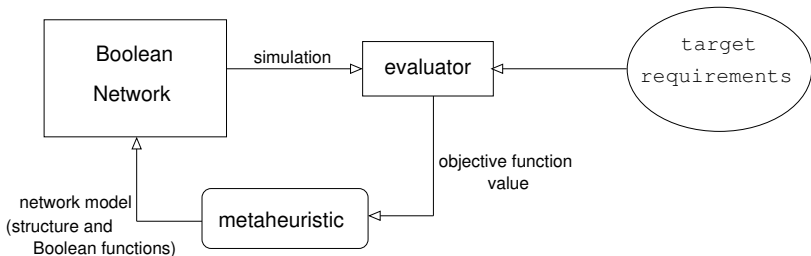 Boolean
Network
simulation
evaluator
target
requirements
objective function
value
metaheuristic
network model
(structure and
Boolean functions)